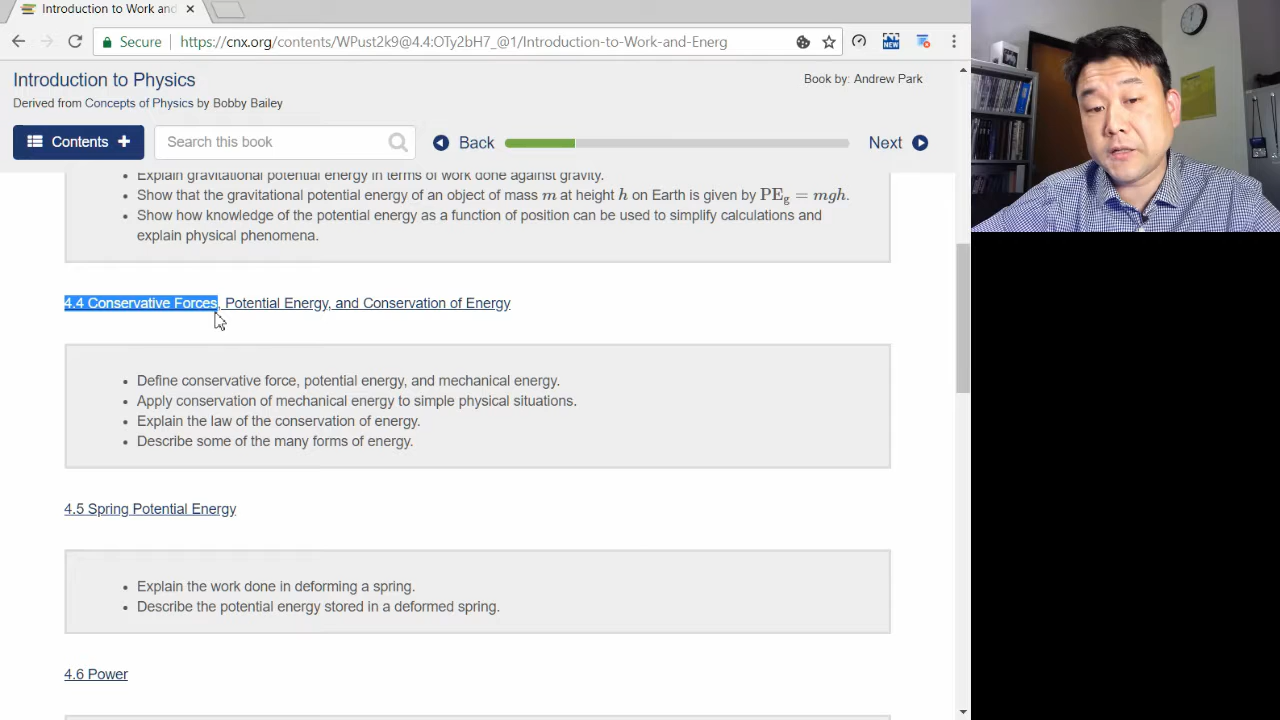 Introduction to Work and
Secure https://cnx.org/contents/WPust2k9@4.4:OTy2bH7_@1/Introduction-to-Work-and-Energ
NEW
Introduction to Physics
Book by: Andrew Park
Derived from Concepts of Physics by Bobby Bailey
Contents +
Search this book
Back
Next
• Explain gravitational potential energy in terms of work done against gravity.
• Show that the gravitational potential energy of an object of mass m at height h on Earth is given by PEg = mgh.
• Show how knowledge of the potential energy as a function of position can be used to simplify calculations and
explain physical phenomena.
4.4 Conservative Forces, Potential Energy, and Conservation of Energy
• Define conservative force, potential energy, and mechanical energy.
• Apply conservation of mechanical energy to simple physical situations.
• Explain the law of the conservation of energy.
• Describe some of the many forms of energy.
4.5 Spring Potential Energy
• Explain the work done in deforming a spring.
• Describe the potential energy stored in a deformed spring.
4.6 Power